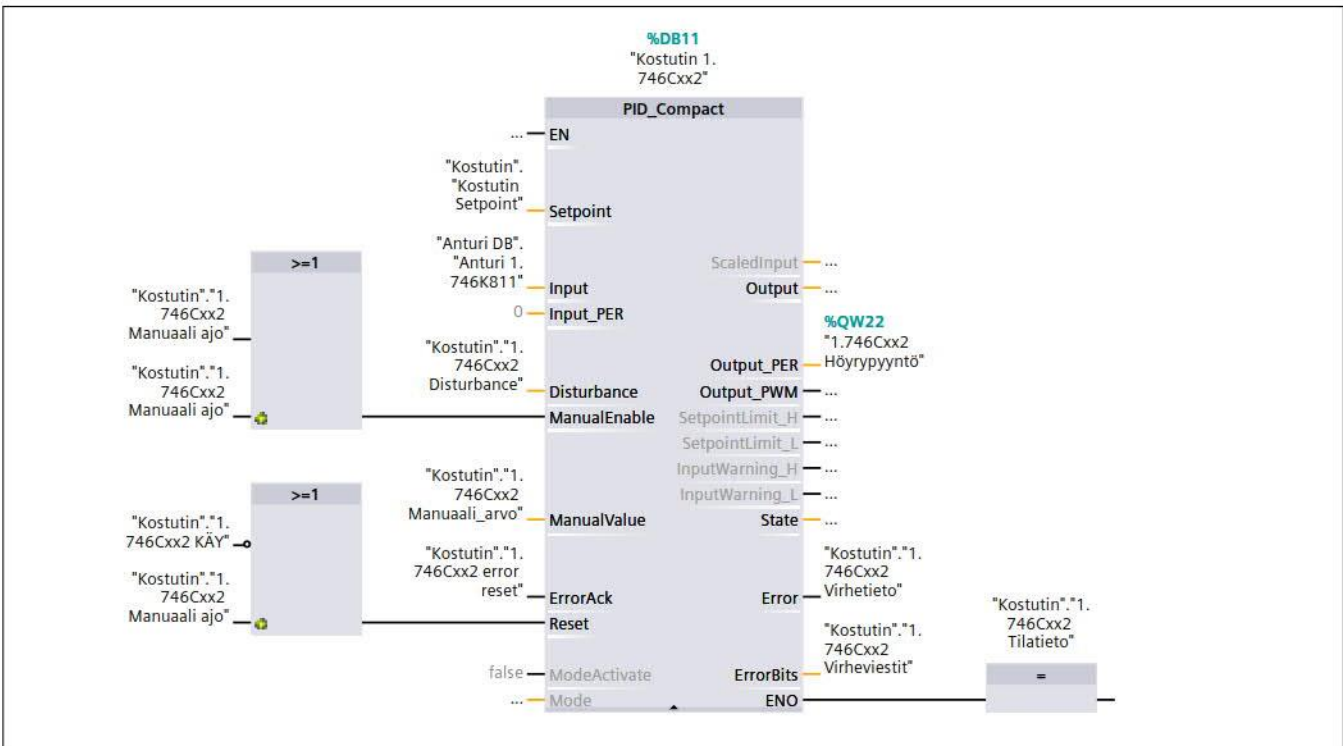 %DB11
"Kostutin 1.
746Cxx2"
PID_Compact
... EN
"Kostutin".
"Kostutin
Setpoint"
Setpoint
"Anturi DB".
"Anturi 1.
746K811"
Input
0 Input_PER
"Kostutin"."1.
746Cxx2
Disturbance"
Disturbance
>=1
"Kostutin"."1.
746Cxx2
Manuaali ajo"
"Kostutin"."1.
746Cxx2
Manuaali ajo"
ManualEnable
"Kostutin"."1.
746Cxx2
Manuaali_arvo"
ManualValue
>=1
"Kostutin"."1.
746Cxx2 KÄY"
"Kostutin"."1.
746Cxx2
Manuaali ajo"
"Kostutin"."1.
746Cxx2 error
reset"
ErrorAck
Reset
false ModeActivate
... Mode
ScaledInput ...
Output ...
%QW22
"1.746Cxx2
Höyrypyyntö"
Output_PER
Output_PWM ...
SetpointLimit_H ...
SetpointLimit_L ...
InputWarning_H ...
InputWarning_L ...
State ...
"Kostutin"."1.
746Cxx2
Virhetieto"
Error
"Kostutin"."1.
746Cxx2
Virheviestit"
ErrorBits
ENO
"Kostutin"."1.
746Cxx2
Tilatieto"
=